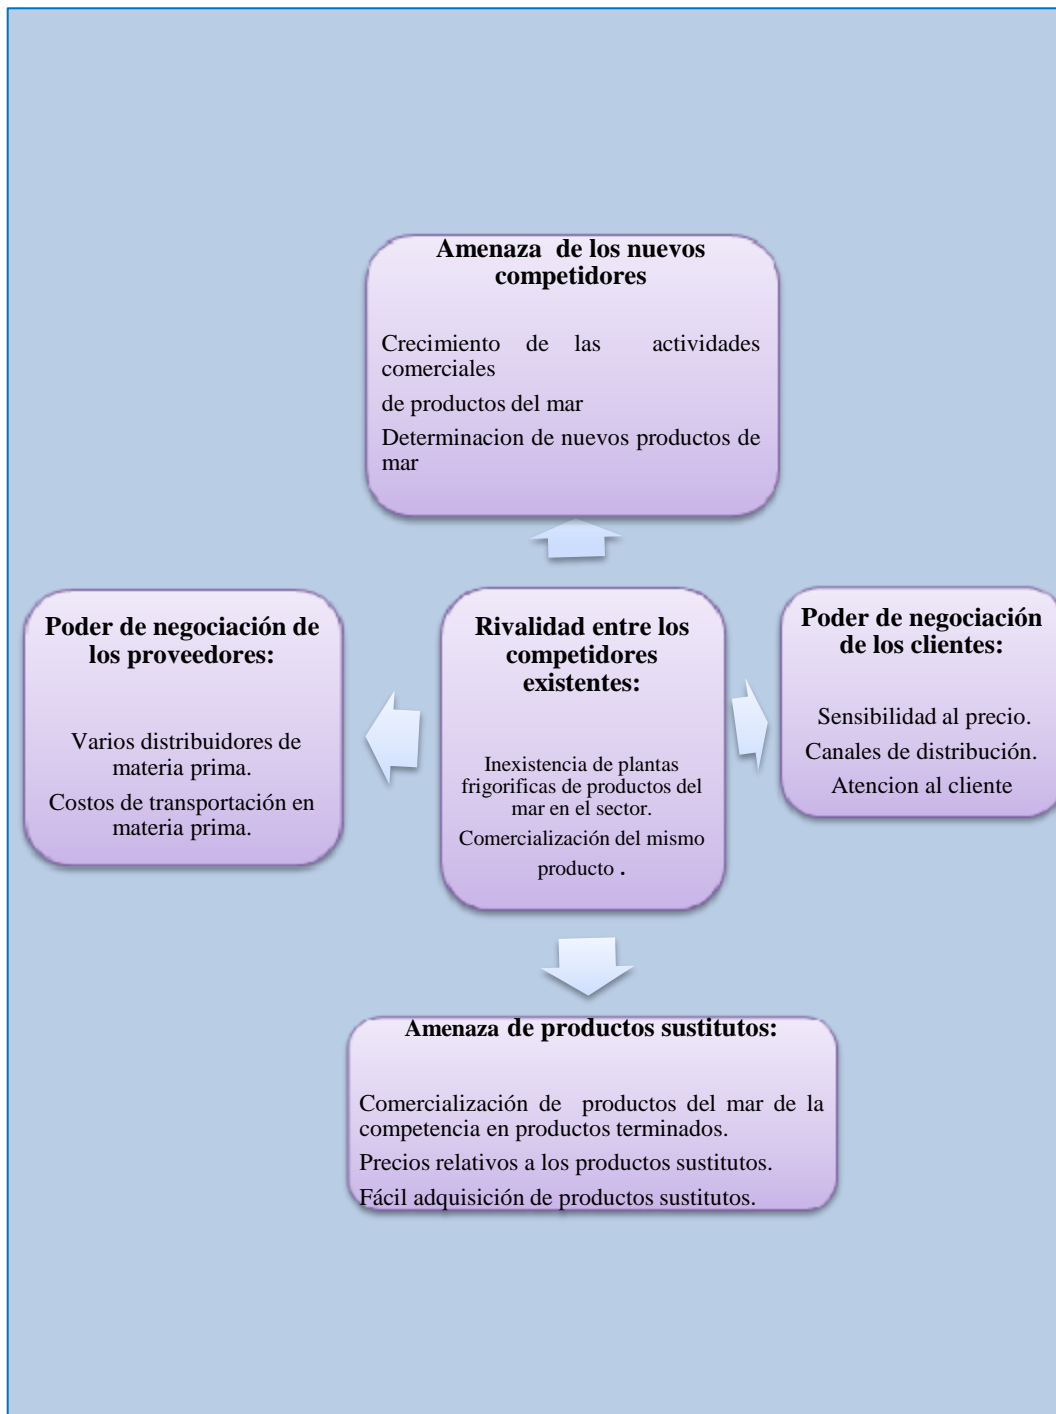 Amenaza de los nuevos
competidores
Crecimiento de las actividades
comerciales
de productos del mar
Determinacion de nuevos productos de
mar
Poder de negociación de
los proveedores:
Varios distribuidores de
materia prima.
Costos de transportación en
materia prima.
Rivalidad entre los
competidores
existentes:
Inexistencia de plantas
frigorificas de productos del
mar en el sector.
Comercialización del mismo
producto .
Poder de negociación
de los clientes:
Sensibilidad al precio.
Canales de distribución.
Atencion al cliente
Amenaza de productos sustitutos:
Comercialización de productos del mar de la
competencia en productos terminados.
Precios relativos a los productos sustitutos.
Fácil adquisición de productos sustitutos.